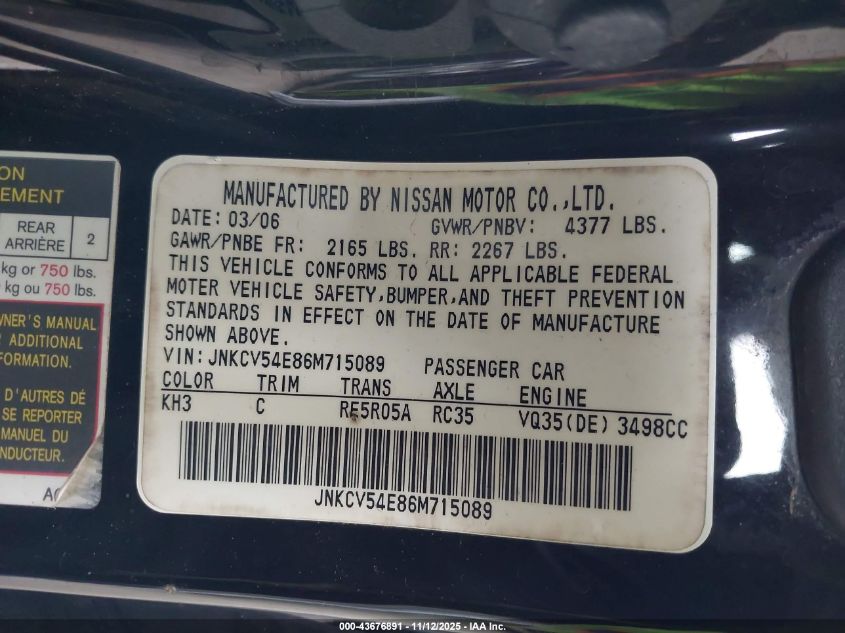 ON
EMENT
REAR
ARRIÈRE
2
kg or 750 lbs.
kg ou 750 lbs.
WNER'S MANUAL
ADDITIONAL
INFORMATION.
D'AUTRES DÉ
SE REPORTER
MANUEL DU
NDUCTEUR.
MANUFACTURED BY NISSAN MOTOR CO.,LTD.
DATE: 03/06 GVWR/PNBV: 4377 LBS.
GAWR/PNBE FR: 2165 LBS. RR: 2267 LBS.
THIS VEHICLE CONFORMS TO ALL APPLICABLE FEDERAL
MOTER VEHICLE SAFETY,BUMPER,AND THEFT PREVENTION
STANDARDS IN EFFECT ON THE DATE OF MANUFACTURE
SHOWN ABOVE.
VIN: JNKCV54E86M715089 PASSENGER CAR
COLOR TRIM TRANS AXLE ENGINE
KH3 C RE5R05A RC35 VQ35(DE) 3498CC
JNKCV54E86M715089
000-43676891 - 11/12/2025 - IAA Inc.